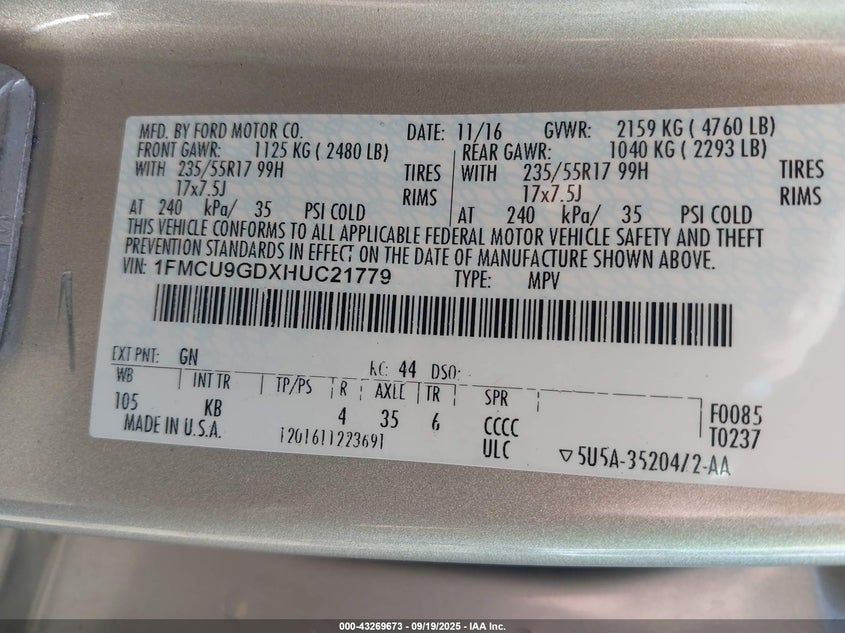 MFD. BY FORD MOTOR CO. DATE: 11/16 GVWR: 2159 KG ( 4760 LB)
FRONT GAWR: 1125 KG ( 2480 LB) REAR GAWR: 1040 KG ( 2293 LB)
WITH 235/55R17 99H TIRES WITH 235/55R17 99H TIRES
17x7.5J RIMS 17x7.5J RIMS
AT 240 kPa/ 35 PSI COLD AT 240 kPa/ 35 PSI COLD
THIS VEHICLE CONFORMS TO ALL APPLICABLE FEDERAL MOTOR VEHICLE SAFETY AND THEFT
PREVENTION STANDARDS IN EFFECT ON THE DATE OF MANUFACTURE SHOWN ABOVE.
VIN: 1FMCU9GDXHUC21779 TYPE: MPV
EXT PNT: GN RC: 44 DSO:
WB INT TR TP/PS R AXLE TR SPR
105 KB 4 35 6 CCCC F0085
MADE IN U.S.A. 1201611223691 ULC T0237
▽5U5A-35204/2-AA
000-43269673 - 09/19/2025 - IAA Inc.